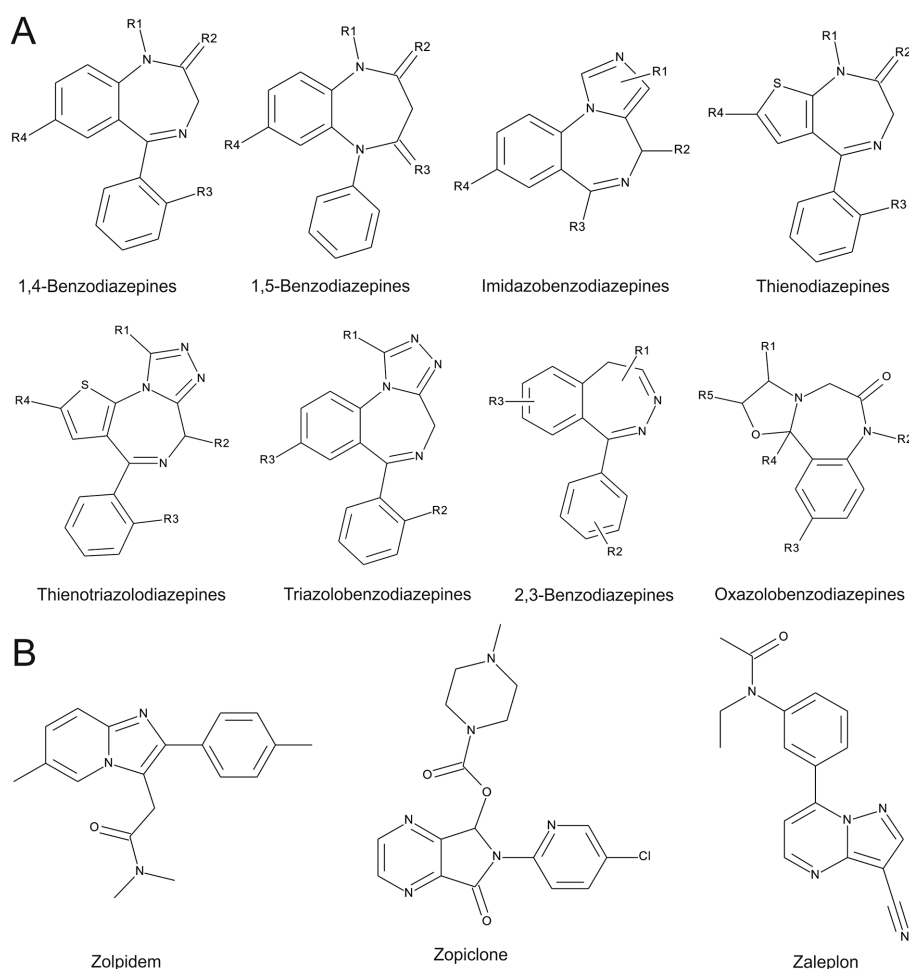 A
R1
R2
N
R4
N
R3
1,4-Benzodiazepines
R1
R2
N
R4
N
R3
1,5-Benzodiazepines
N
R1
N
R2
R4
N
R3
Imidazobenzodiazepines
R1
R2
N
S
R4
N
R3
Thienodiazepines
R1
N
N
S
N
R4
R2
N
R3
Thienotriazolodiazepines
R1
N
N
N
R3
N
R2
Triazolobenzodiazepines
R1
R3
N
N
R2
2,3-Benzodiazepines
R1
R5
N
O
O
N
R2
R4
R3
Oxazolobenzodiazepines
B
N
N
O
N
Zolpidem
N
N
O
O
N
N
N
Cl
N
O
Zopiclone
O
N
N
N
N
N
Zaleplon